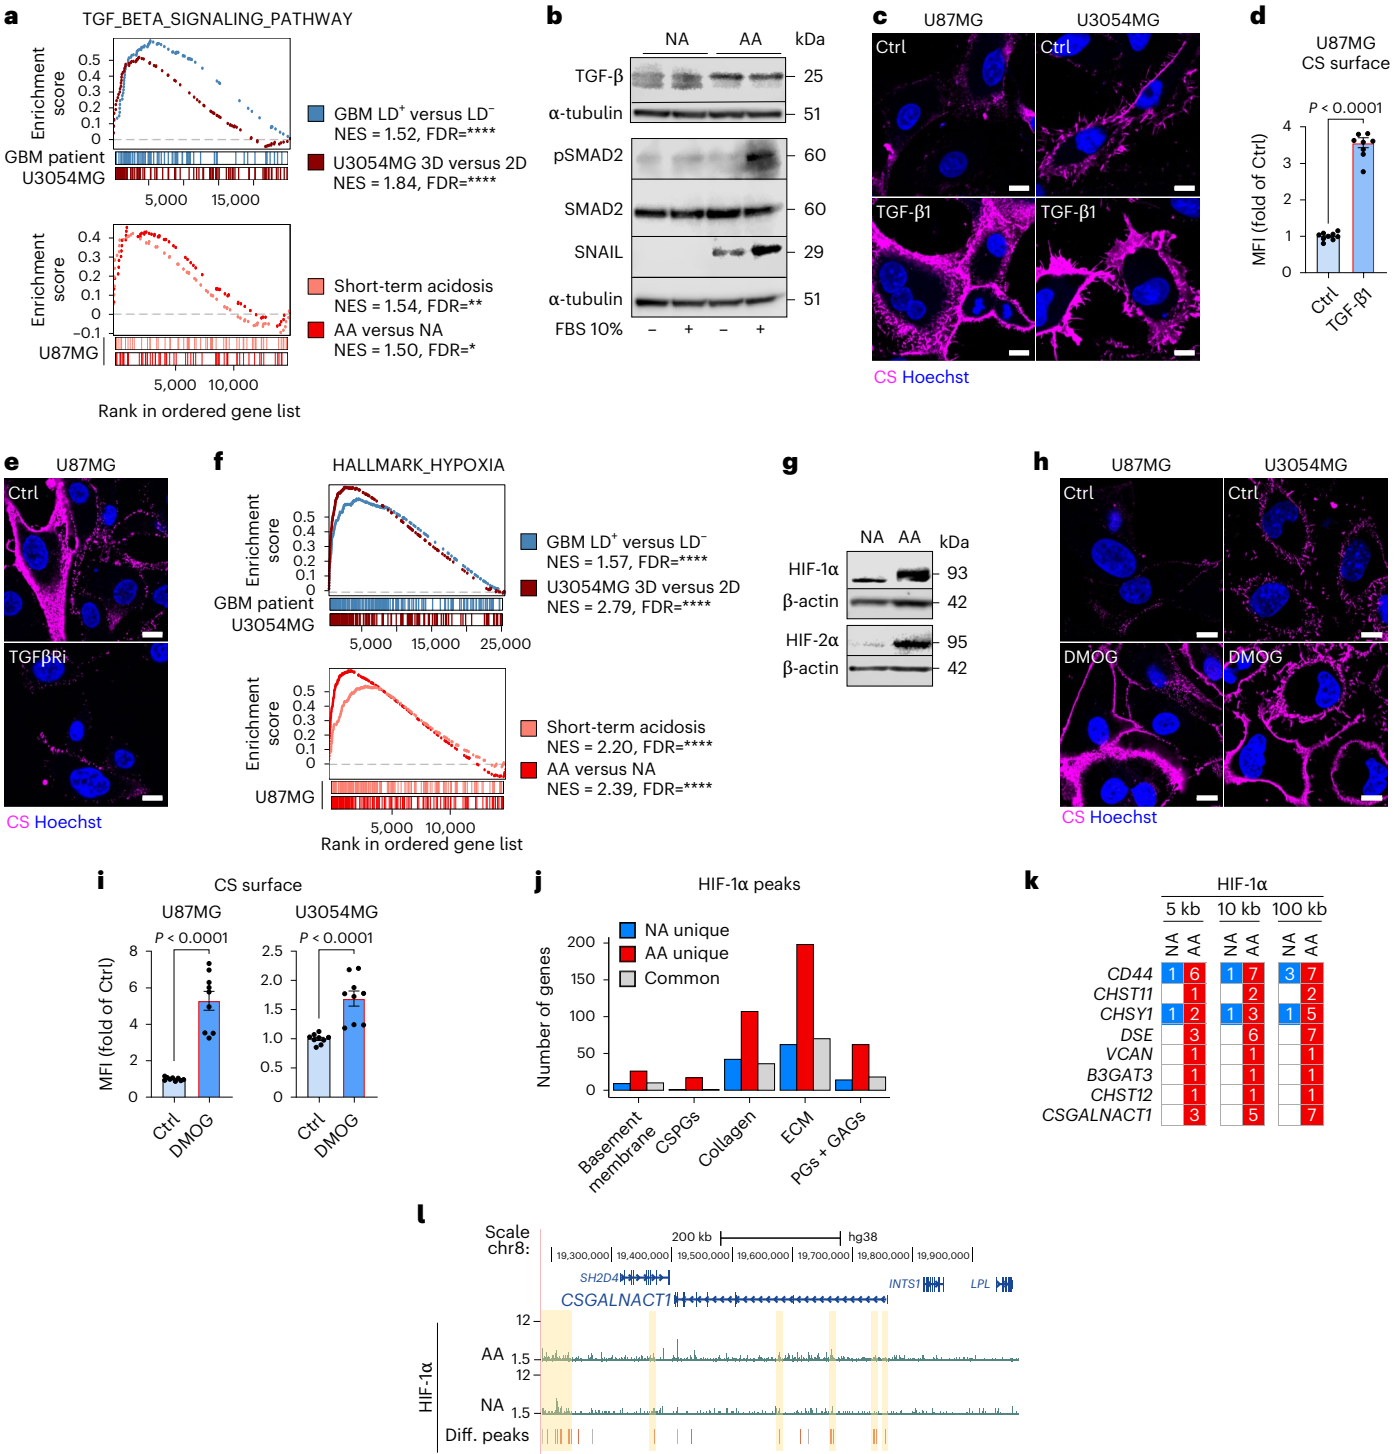 a
TGF_BETA_SIGNALING_PATHWAY
Enrichment
score
0.5
0.4
0.3
0.2
0.1
0
GBM patient
U3054MG
5,000 15,000
GBM LD+ versus LD−
NES = 1.52, FDR=****
U3054MG 3D versus 2D
NES = 1.84, FDR=****
Enrichment
score
0.4
0.3
0.2
0.1
0
−0.1
U87MG
5,000 10,000
Rank in ordered gene list
Short-term acidosis
NES = 1.54, FDR=**
AA versus NA
NES = 1.50, FDR=*
b
NA AA kDa
TGF-β 25
α-tubulin 51
pSMAD2 60
SMAD2 60
SNAIL 29
α-tubulin 51
FBS 10% − + − +
c
U87MG U3054MG
Ctrl Ctrl
TGF-β1 TGF-β1
CS Hoechst
d
U87MG
CS surface
P < 0.0001
MFI (fold of Ctrl)
4
3
2
1
0
Ctrl
TGF-β1
e
U87MG
Ctrl
TGFβRi
CS Hoechst
f
HALLMARK_HYPOXIA
Enrichment
score
0.5
0.4
0.3
0.2
0.1
0
GBM patient
U3054MG
5,000 15,000 25,000
GBM LD+ versus LD−
NES = 1.57, FDR=****
U3054MG 3D versus 2D
NES = 2.79, FDR=****
Enrichment
score
0.5
0.4
0.3
0.2
0.1
0
U87MG
5,000 10,000
Rank in ordered gene list
Short-term acidosis
NES = 2.20, FDR=****
AA versus NA
NES = 2.39, FDR=****
g
NA AA kDa
HIF-1α 93
β-actin 42
HIF-2α 95
β-actin 42
h
U87MG U3054MG
Ctrl Ctrl
DMOG DMOG
CS Hoechst
i
CS surface
U87MG U3054MG
P < 0.0001 P < 0.0001
MFI (fold of Ctrl)
8
6
4
2
0
Ctrl
DMOG
2.5
2.0
1.5
1.0
0.5
0
Ctrl
DMOG
j
HIF-1α peaks
NA unique
AA unique
Common
Number of genes
200
150
100
50
0
Basement
membrane
CSPGs
Collagen
ECM
PGs + GAGs
k
HIF-1α
5 kb 10 kb 100 kb
NA AA NA AA NA AA
CD44 1 6 1 7 3 7
CHST11 1 2 2
CHSY1 1 2 1 3 1 5
DSE 3 6 7
VCAN 1 1 1
B3GAT3 1 1 1
CHST12 1 1 1
CSGALNACT1 3 5 7
l
Scale 200 kb hg38
chr8: 19,300,000 19,400,000 19,500,000 19,600,000 19,700,000 19,800,000 19,900,000
SH2D4 INTS1 LPL
CSGALNACT1
HIF-1α
12
AA 1.5
12
NA 1.5
Diff. peaks